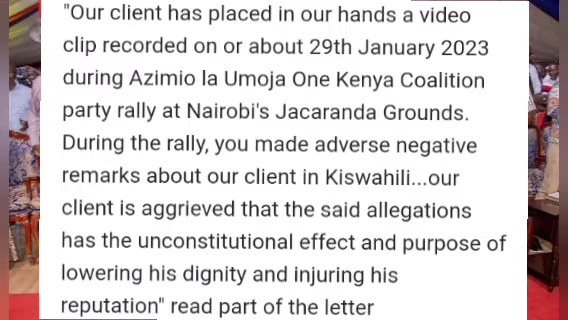 "Our client has placed in our hands a video
clip recorded on or about 29th January 2023
during Azimio la Umoja One Kenya Coalition
party rally at Nairobi's Jacaranda Grounds.
During the rally, you made adverse negative
remarks about our client in Kiswahili...our
client is aggrieved that the said allegations
has the unconstitutional effect and purpose of
lowering his dignity and injuring his
reputation" read part of the letter